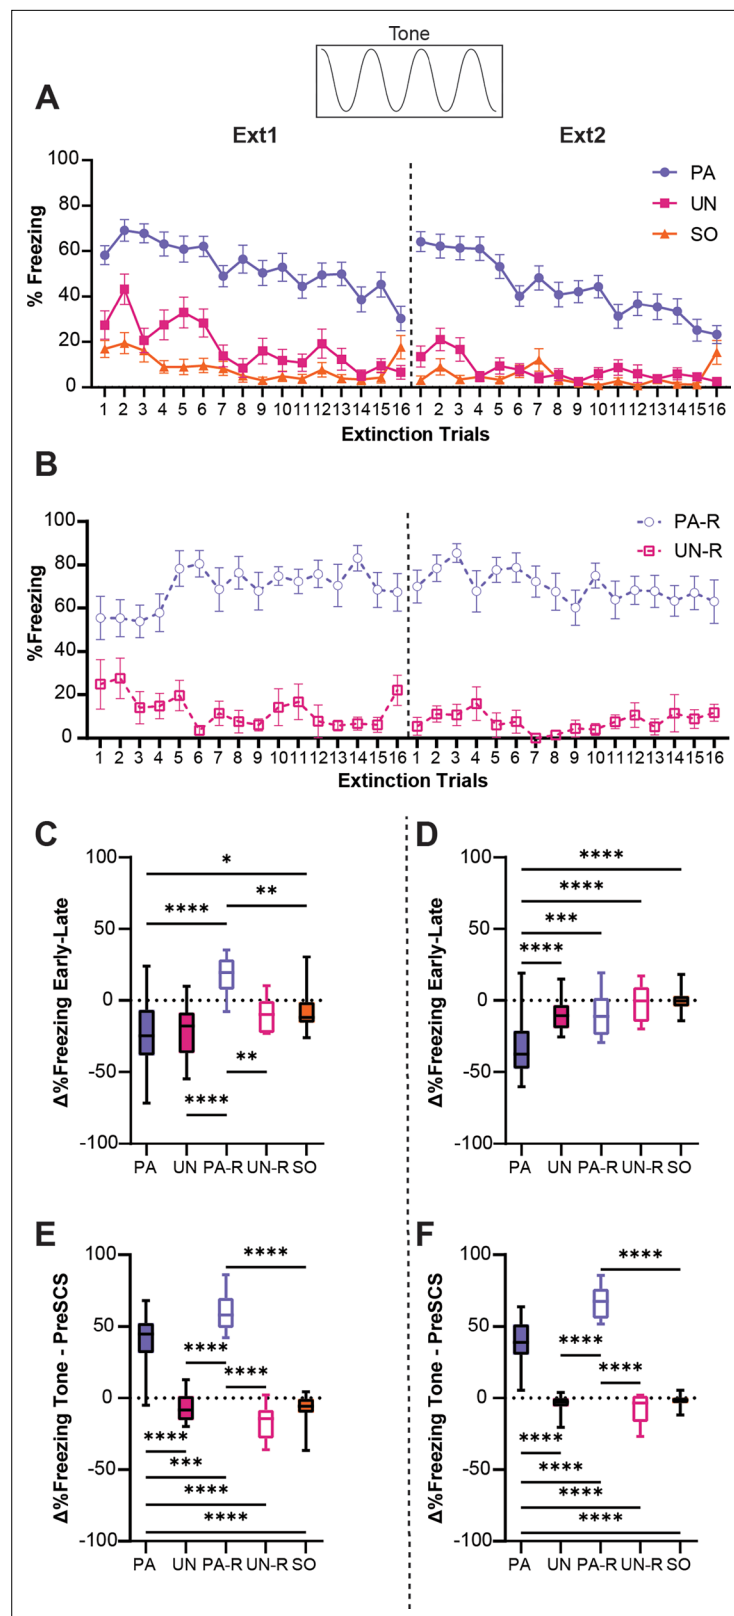 Tone
A
Ext1 Ext2
100
80
60
40
20
0
% Freezing
PA
UN
SO
1 2 3 4 5 6 7 8 9 10 11 12 13 14 15 16 1 2 3 4 5 6 7 8 9 10 11 12 13 14 15 16
Extinction Trials
B
100
80
60
40
20
0
%Freezing
PA-R
UN-R
1 2 3 4 5 6 7 8 9 10 11 12 13 14 15 16 1 2 3 4 5 6 7 8 9 10 11 12 13 14 15 16
Extinction Trials
C
100
50
0
-50
-100
Δ%Freezing Early-Late
*
**
****
**
****
PA UN PA-R UN-R SO
D
100
50
0
-50
-100
Δ%Freezing Early-Late
****
****
***
****
PA UN PA-R UN-R SO
E
100
50
0
-50
-100
Δ%Freezing Tone - PreSCS
****
****
****
****
***
****
****
PA UN PA-R UN-R SO
F
100
50
0
-50
-100
Δ%Freezing Tone - PreSCS
****
****
****
****
****
****
****
PA UN PA-R UN-R SO